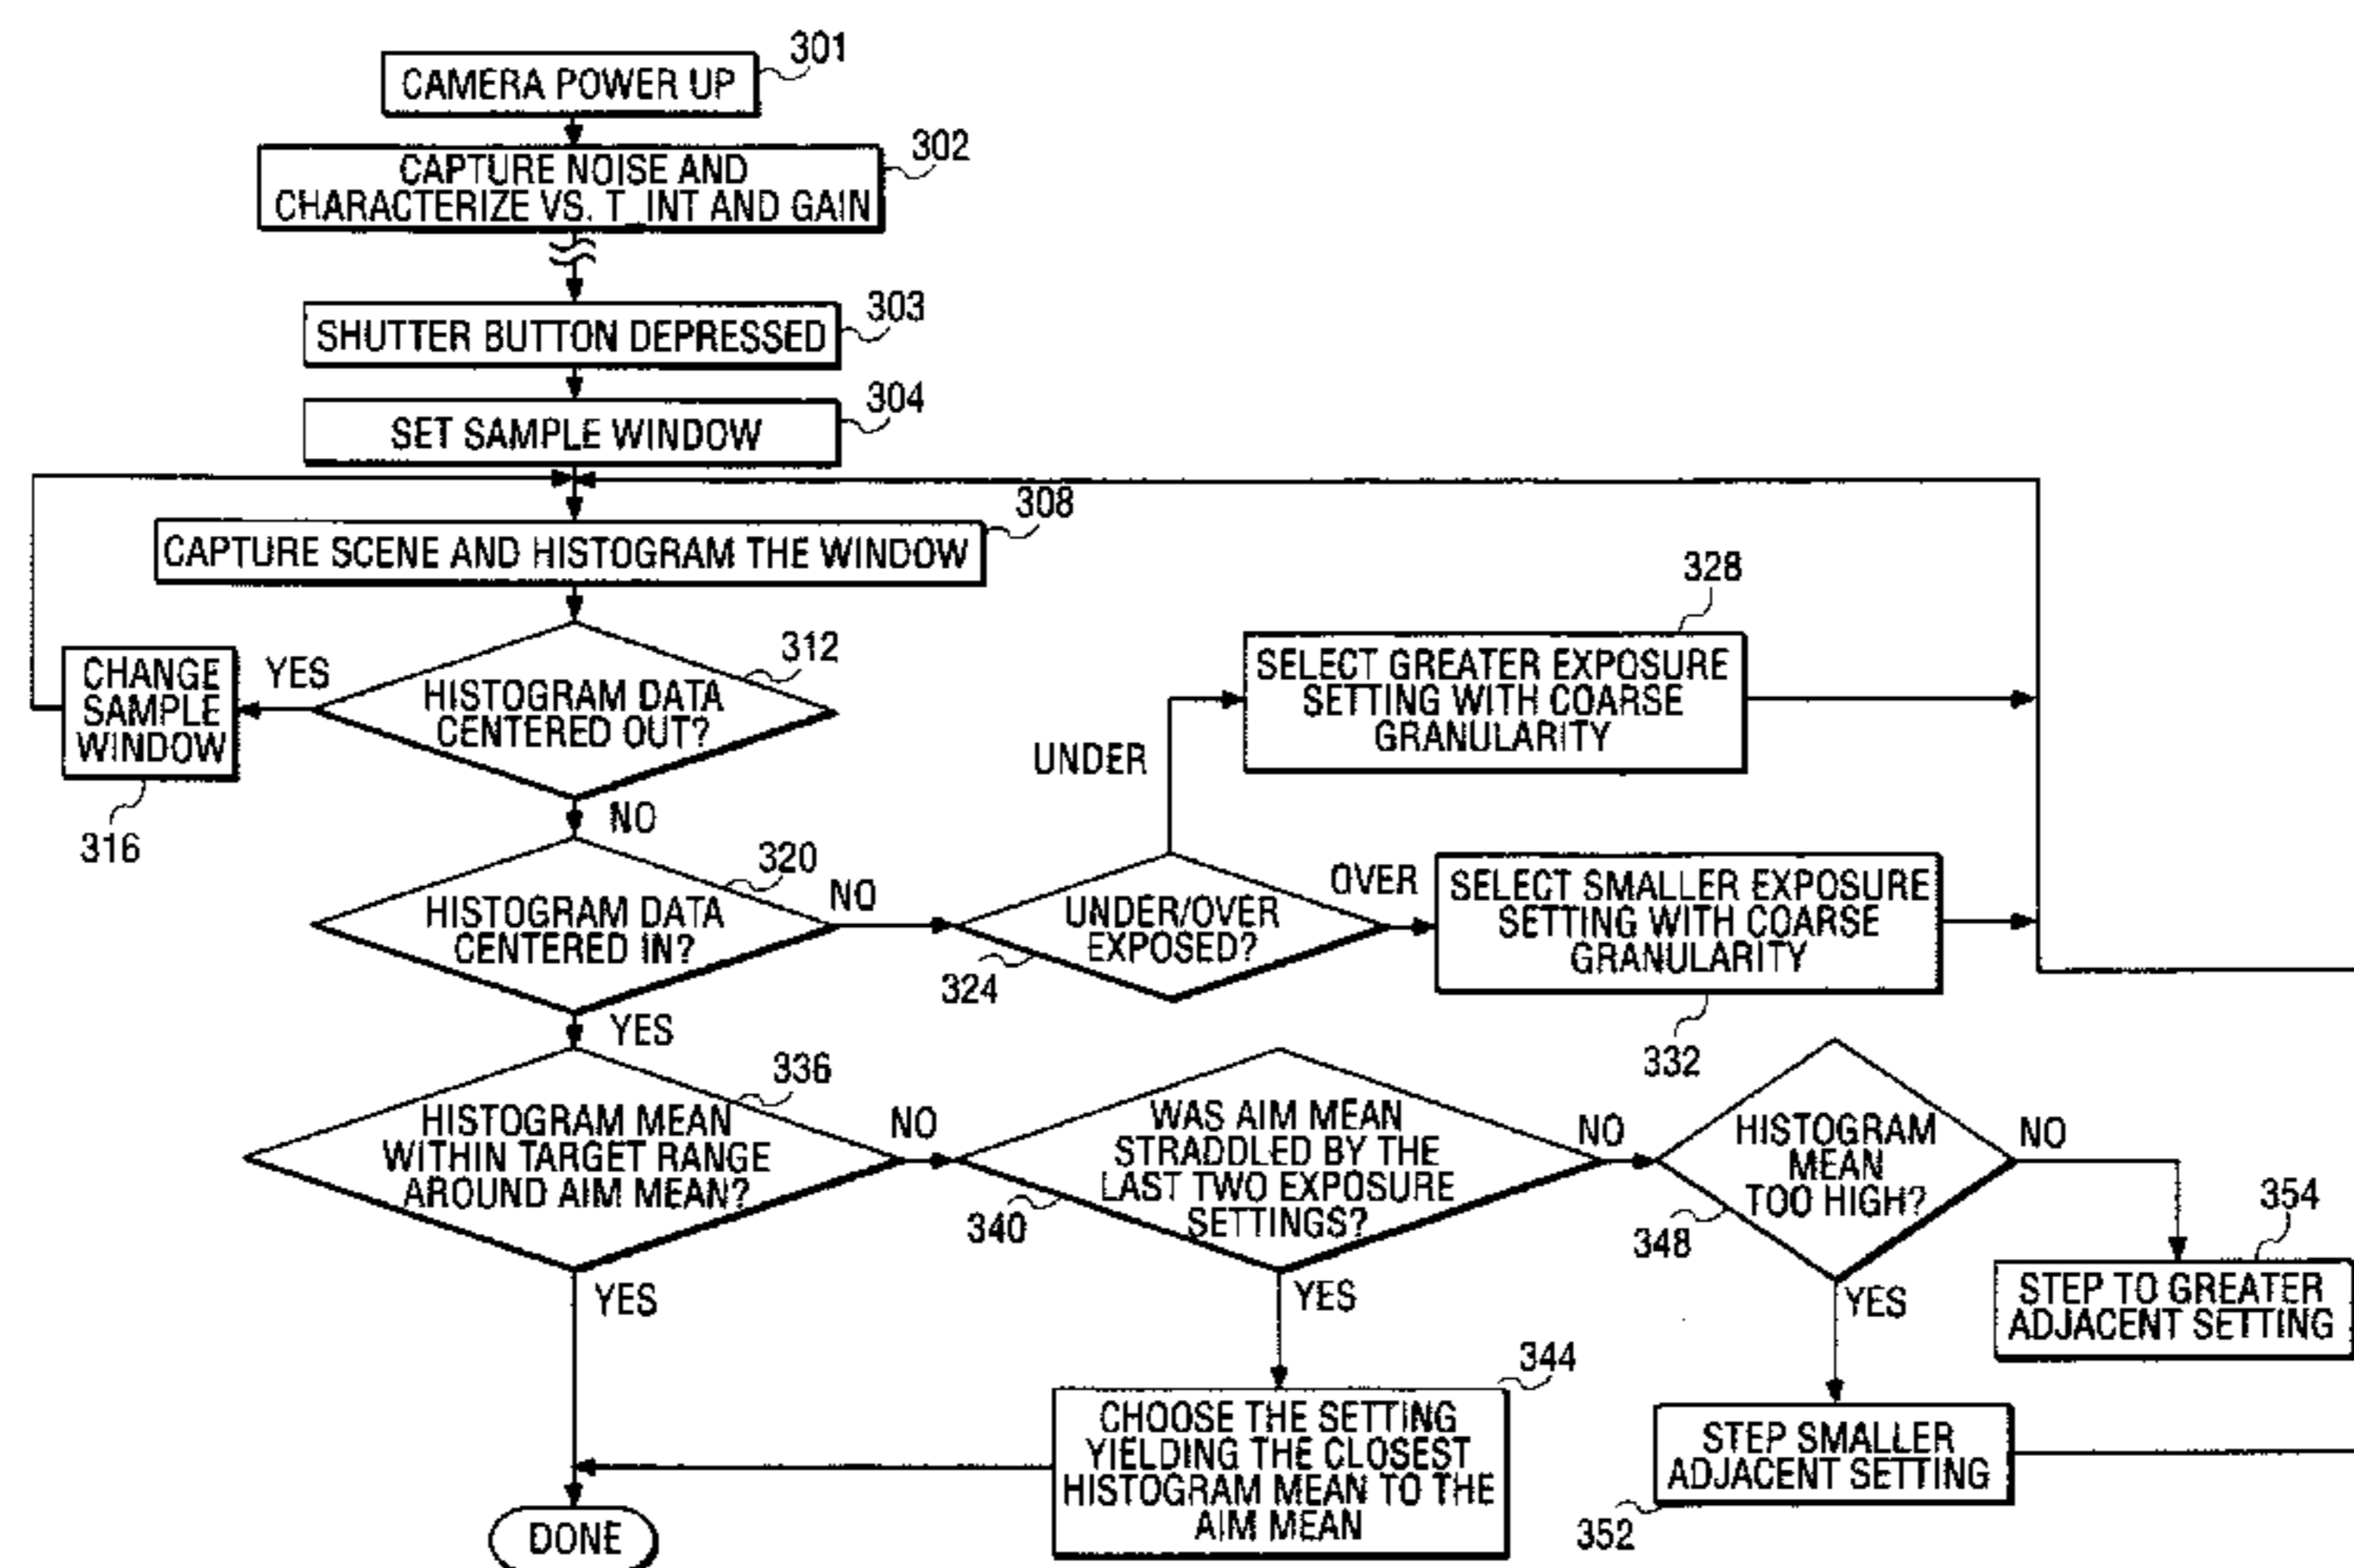 301
CAMERA POWER UP
302
CAPTURE NOISE AND
CHARACTERIZE VS. T_INT AND GAIN
303
SHUTTER BUTTON DEPRESSED
304
SET SAMPLE WINDOW
308
CAPTURE SCENE AND HISTOGRAM THE WINDOW
312
HISTOGRAM DATA
CENTERED OUT?
YES
CHANGE
SAMPLE
WINDOW
316
NO
320
HISTOGRAM DATA
CENTERED IN?
NO
UNDER/OVER
EXPOSED?
324
UNDER
328
SELECT GREATER EXPOSURE
SETTING WITH COARSE
GRANULARITY
OVER
SELECT SMALLER EXPOSURE
SETTING WITH COARSE
GRANULARITY
332
YES
336
HISTOGRAM MEAN
WITHIN TARGET RANGE
AROUND AIM MEAN?
NO
WAS AIM MEAN
STRADDLED BY THE
LAST TWO EXPOSURE
SETTINGS?
340
NO
HISTOGRAM
MEAN
TOO HIGH?
348
NO
354
STEP TO GREATER
ADJACENT SETTING
YES
YES
YES
344
CHOOSE THE SETTING
YIELDING THE CLOSEST
HISTOGRAM MEAN TO THE
AIM MEAN
STEP SMALLER
ADJACENT SETTING
352
DONE